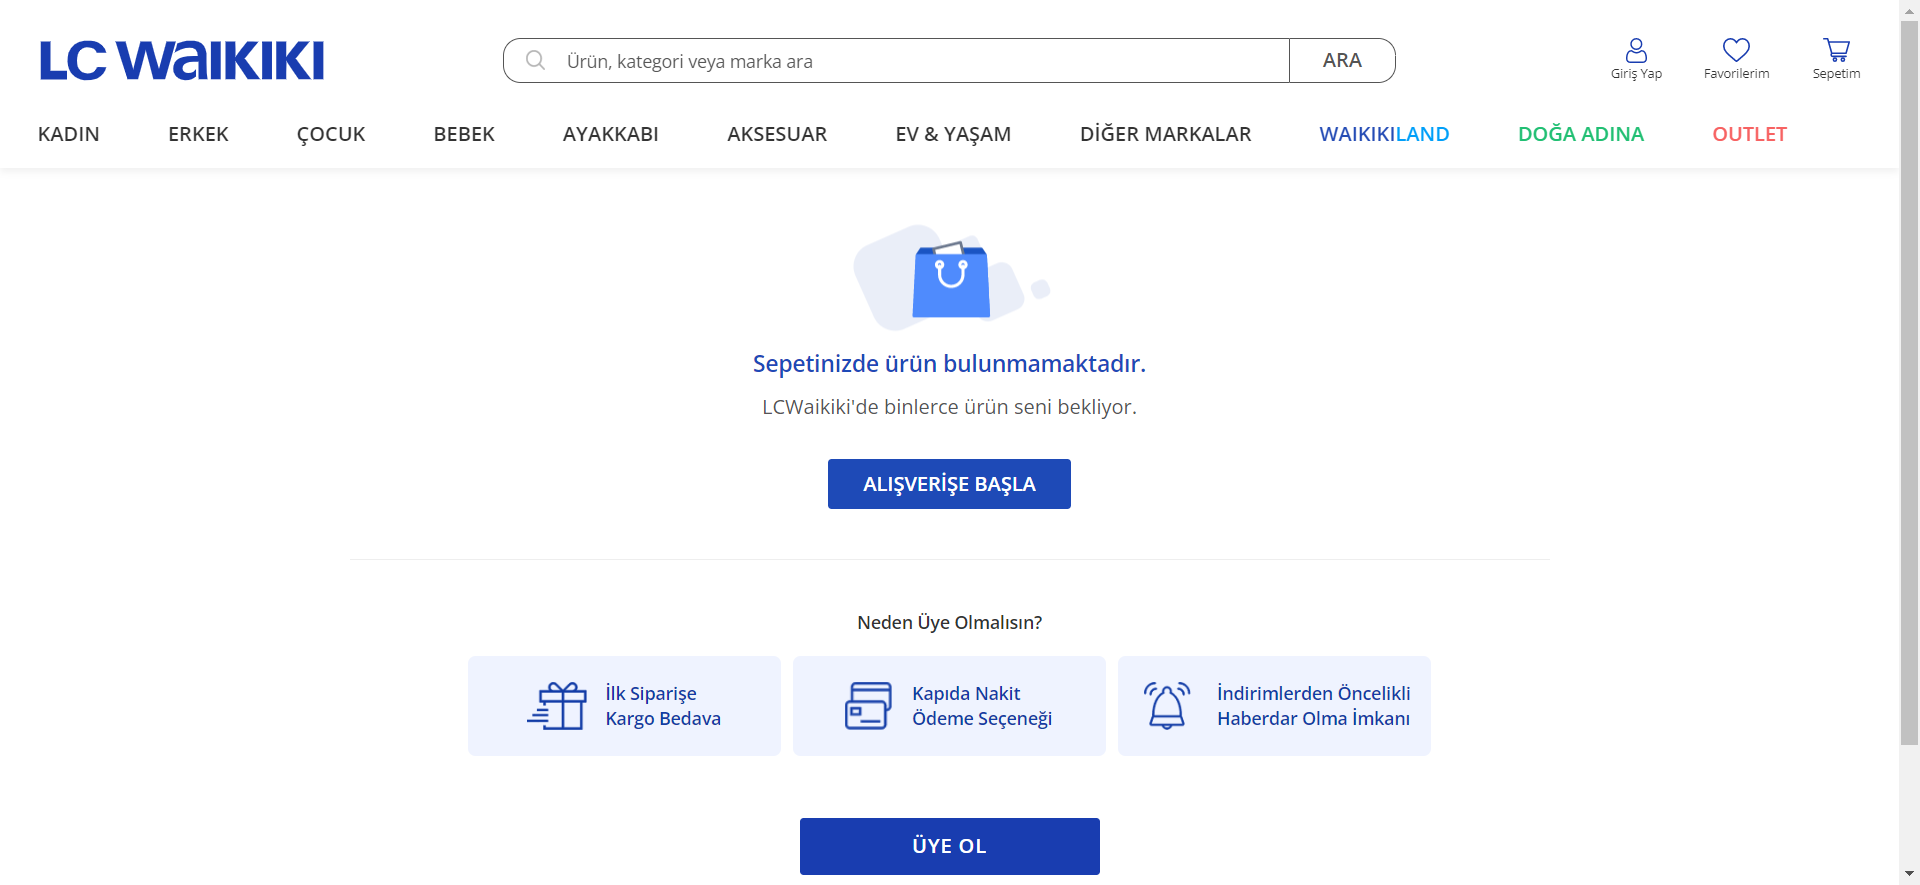 LC WAIKIKI
Ürün, kategori veya marka ara
ARA
Giriş Yap
Favorilerim
Sepetim
KADIN
ERKEK
ÇOCUK
BEBEK
AYAKKABI
AKSESUAR
EV & YAŞAM
DİĞER MARKALAR
WAIKIKILAND
DOĞA ADINA
OUTLET
Sepetinizde ürün bulunmamaktadır.
LCWaikiki'de binlerce ürün seni bekliyor.
ALIŞVERİŞE BAŞLA
Neden Üye Olmalısın?
İlk Siparişe
Kargo Bedava
Kapıda Nakit
Ödeme Seçeneği
İndirimlerden Öncelikli
Haberdar Olma İmkanı
ÜYE OL